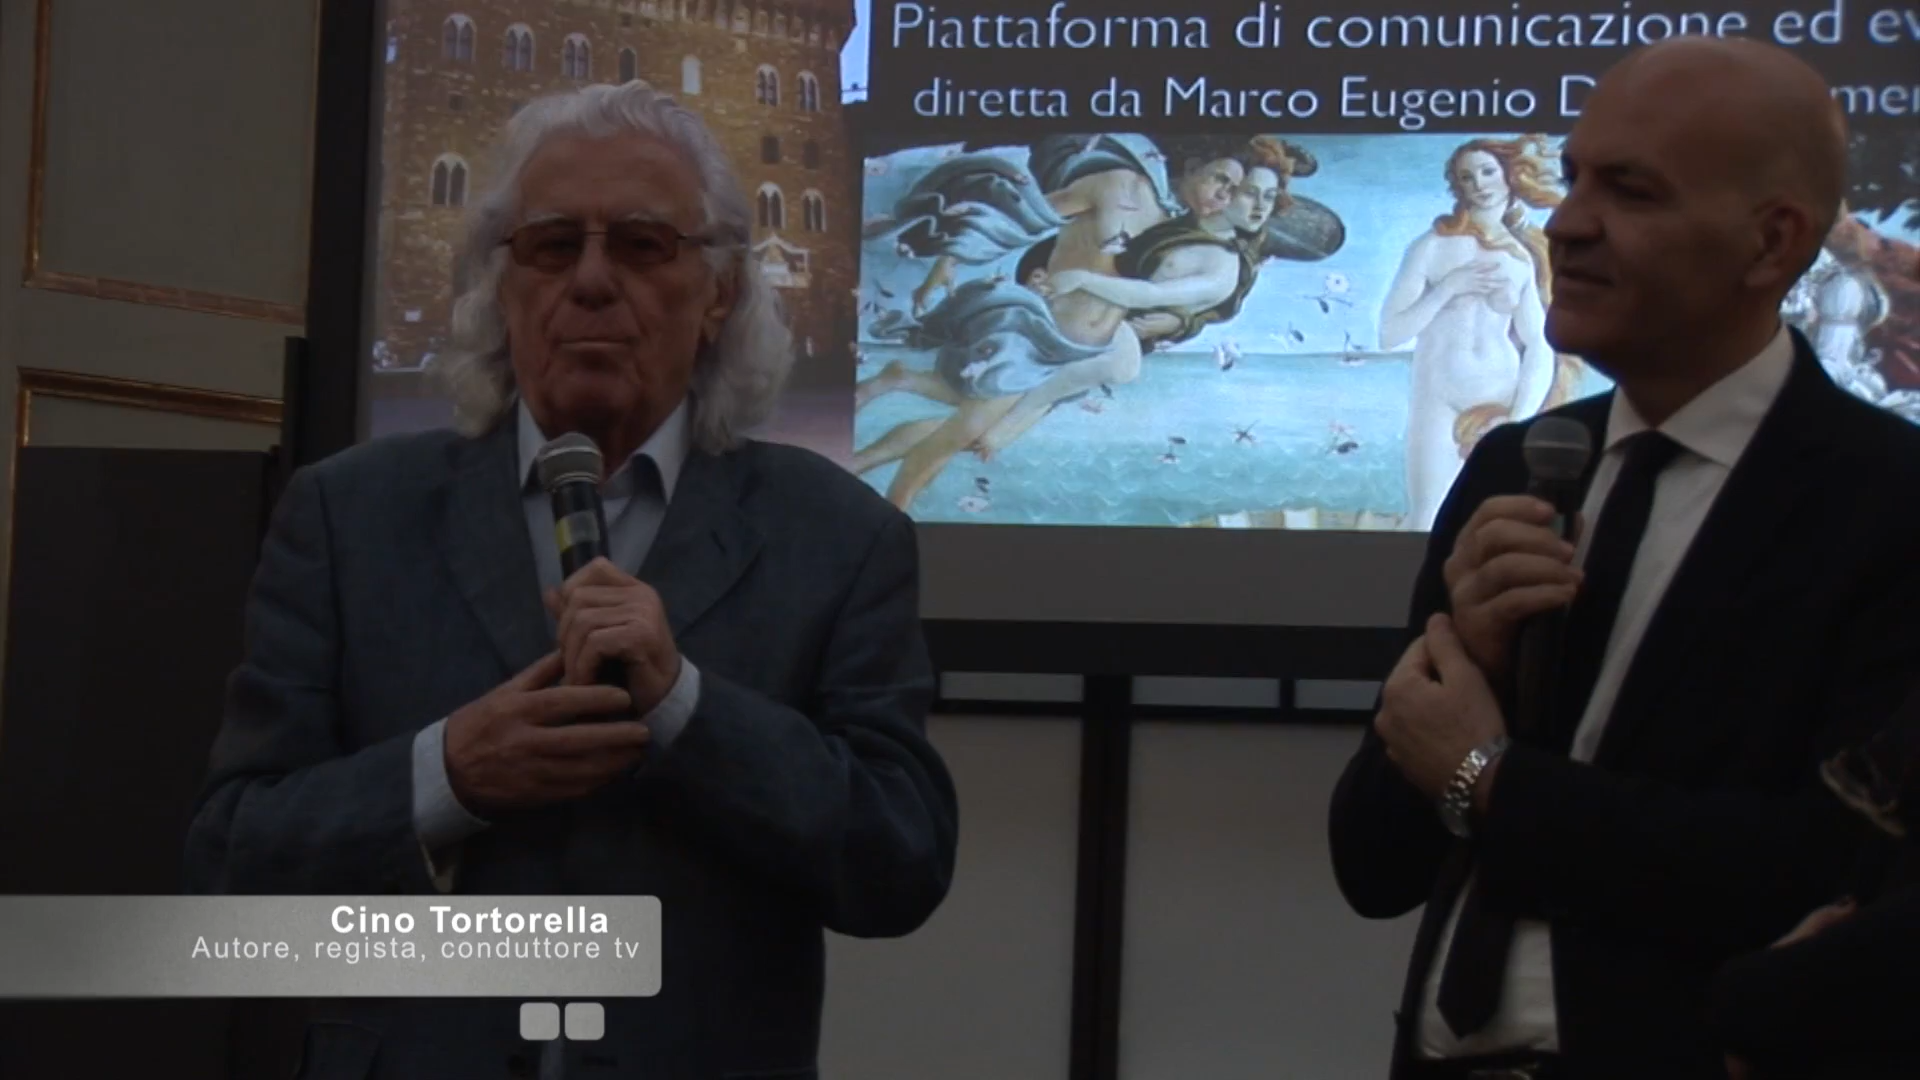 Piattaforma di comunicazione ed
diretta da Marco Eugenio
Cino Tortorella
Autore, regista, conduttore tv